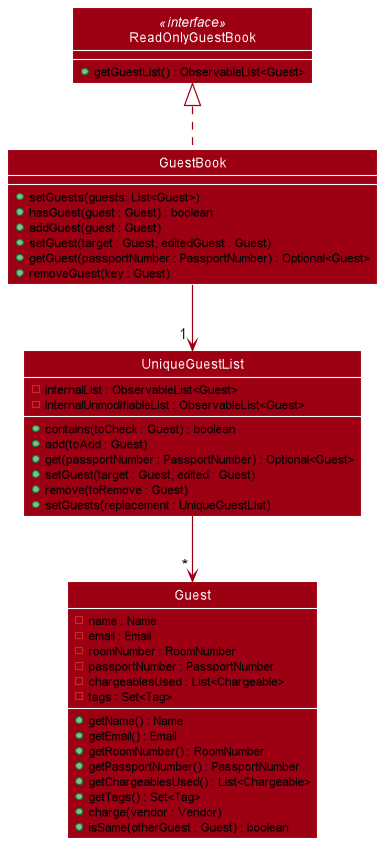 «interface»
ReadOnlyGuestBook
getGuestList() : ObservableList<Guest>
GuestBook
setGuests(guests: List<Guest>)
hasGuest(guest : Guest) : boolean
addGuest(guest : Guest)
setGuest(target : Guest, editedGuest : Guest)
getGuest(passportNumber : PassportNumber) : Optional<Guest>
removeGuest(key : Guest)
1
UniqueGuestList
internalList : ObservableList<Guest>
internalUnmodifiableList : ObservableList<Guest>
contains(toCheck : Guest) : boolean
add(toAdd : Guest)
get(passportNumber : PassportNumber) : Optional<Guest>
setGuest(target : Guest, edited : Guest)
remove(toRemove : Guest)
setGuests(replacement : UniqueGuestList)
*
Guest
name : Name
email : Email
roomNumber : RoomNumber
passportNumber : PassportNumber
chargeablesUsed : List<Chargeable>
tags : Set<Tag>
getName() : Name
getEmail() : Email
getRoomNumber() : RoomNumber
getPassportNumber() : PassportNumber
getChargeablesUsed() : List<Chargeable>
getTags() : Set<Tag>
charge(vendor : Vendor)
isSame(otherGuest : Guest) : boolean